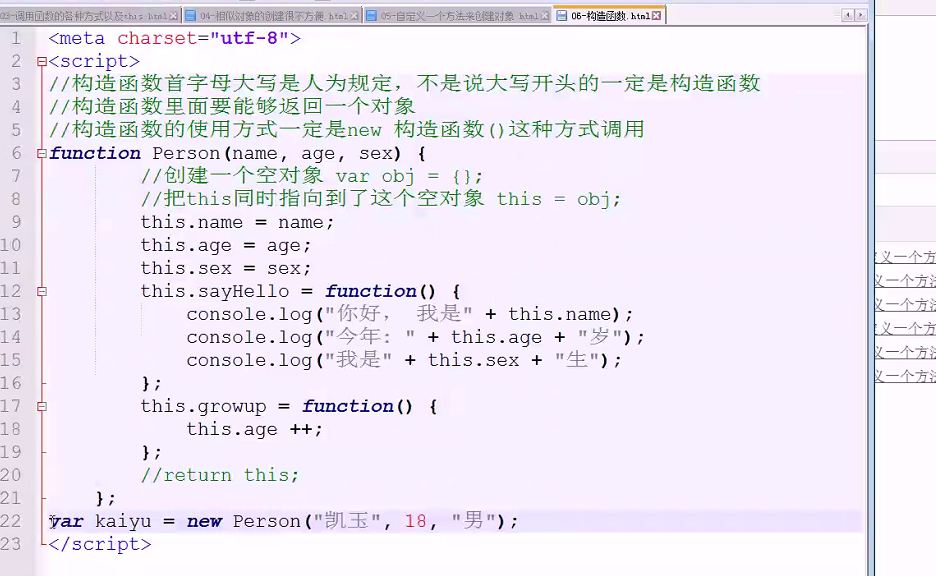 03-调用函数的各种方式以及this.html
04-相似对象的创建很不方便.html
05-自定义一个方法来创建对象.html
06-构造函数.html
1 <meta charset="utf-8">
2 <script>
3 //构造函数首字母大写是人为规定，不是说大写开头的一定是构造函数
4 //构造函数里面要能够返回一个对象
5 //构造函数的使用方式一定是new 构造函数()这种方式调用
6 function Person(name, age, sex) {
7 //创建一个空对象 var obj = {};
8 //把this同时指向到了这个空对象 this = obj;
9 this.name = name;
10 this.age = age;
11 this.sex = sex;
12 this.sayHello = function() {
13 console.log("你好， 我是" + this.name);
14 console.log("今年：" + this.age + "岁");
15 console.log("我是" + this.sex + "生");
16 };
17 this.growup = function() {
18 this.age ++;
19 };
20 //return this;
21 };
22 var kaiyu = new Person("凯玉", 18, "男");
23 </script>
义一个方
义一个方法
义一个方法
义一个方
义一个方法
义一个方法